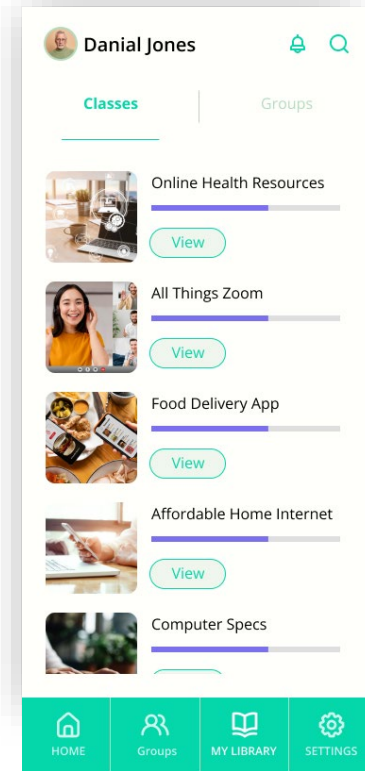 Danial Jones
Classes
Groups
Online Health Resources
View
All Things Zoom
View
Food Delivery App
View
Affordable Home Internet
View
Computer Specs
HOME
Groups
MY LIBRARY
SETTINGS